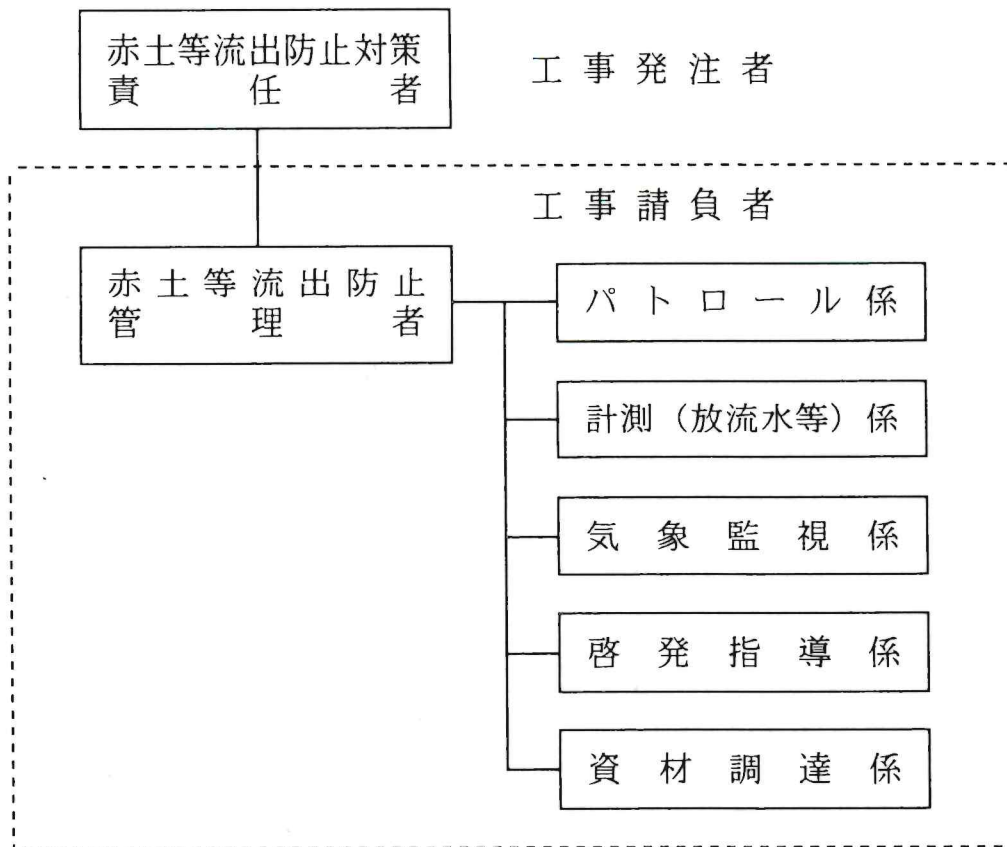 赤土等流出防止対策
責任者
工事発注者
工事請負者
赤土等流出防止
管理者
パトロール係
計測（放流水等）係
気象監視係
啓発指導係
資材調達係